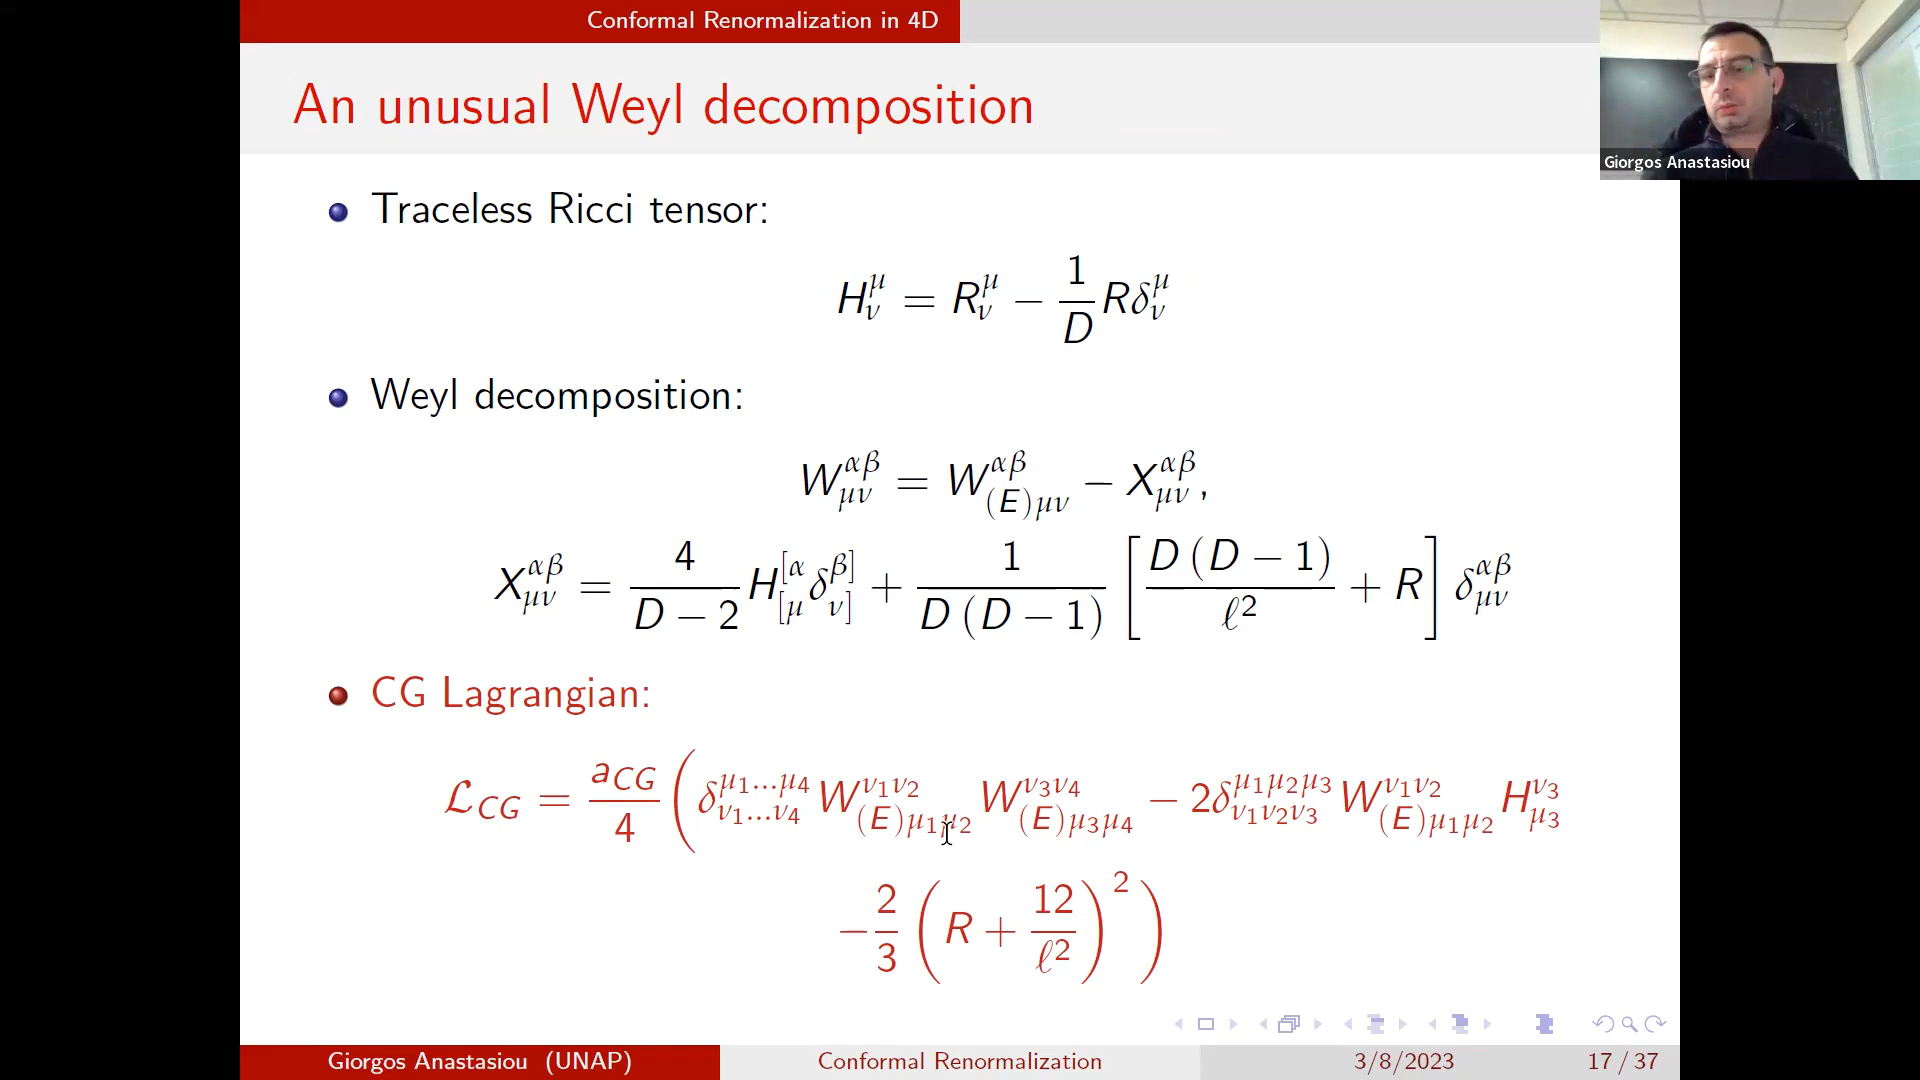 Conformal Renormalization in 4D
An unusual Weyl decomposition
Giorgos Anastasiou
Traceless Ricci tensor:
H^μ_ν = R^μ_ν − 1/D R δ^μ_ν
Weyl decomposition:
W^{αβ}_{μν} = W^{αβ}_{(E)μν} − X^{αβ}_{μν},
X^{αβ}_{μν} = 4/(D − 2) H^{[α}_{[μ} δ^{β]}_{ν]} + 1/(D (D − 1)) [D (D − 1)/ℓ² + R] δ^{αβ}_{μν}
CG Lagrangian:
ℒ_{CG} = a_{CG}/4 ( δ^{μ₁…μ₄}_{ν₁…ν₄} W^{ν₁ν₂}_{(E)μ₁μ₂} W^{ν₃ν₄}_{(E)μ₃μ₄} − 2δ^{μ₁μ₂μ₃}_{ν₁ν₂ν₃} W^{ν₁ν₂}_{(E)μ₁μ₂} H^{ν₃}_{μ₃}
− 2/3 ( R + 12/ℓ² )² )
Giorgos Anastasiou (UNAP) Conformal Renormalization 3/8/2023 17 / 37